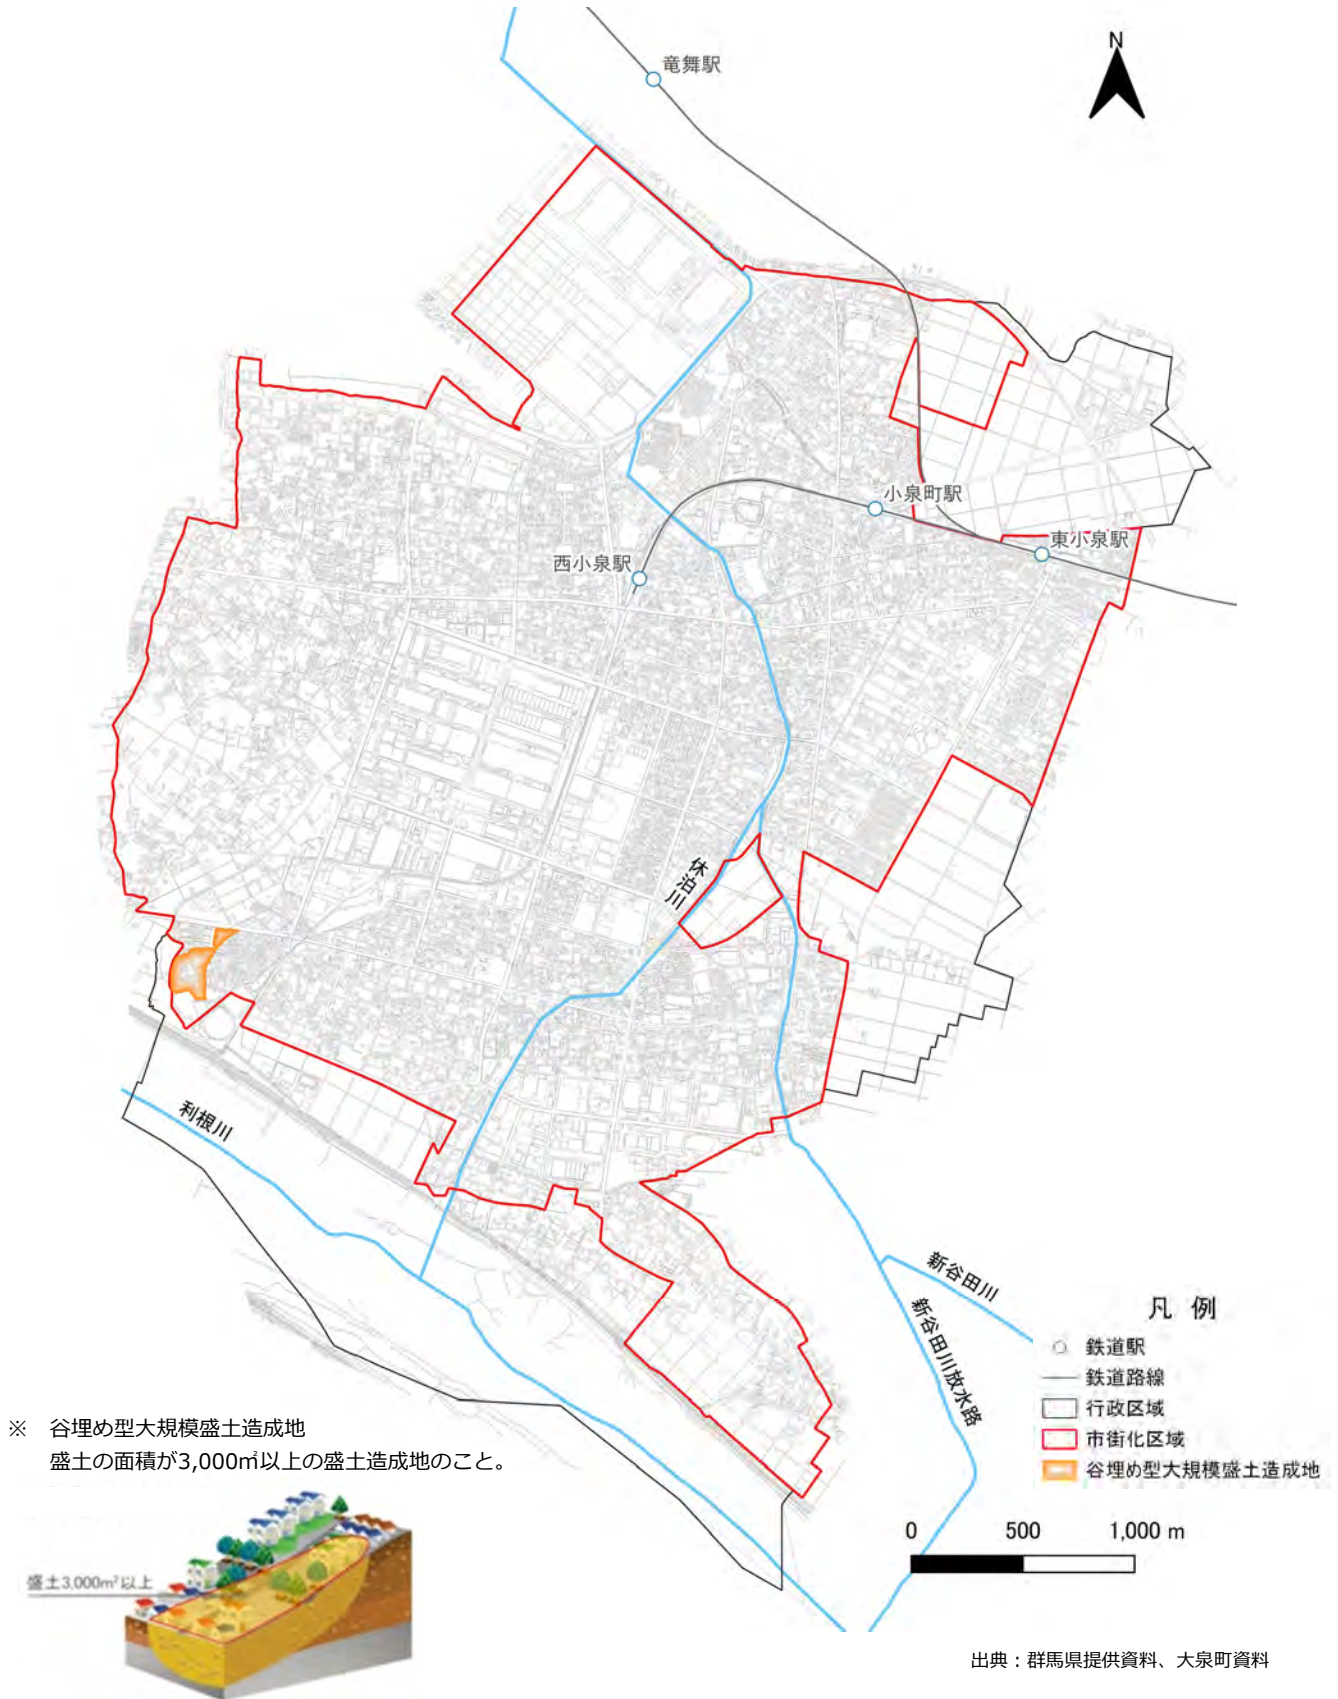 N
竜舞駅
小泉町駅
東小泉駅
西小泉駅
休泊川
利根川
新谷田川
新谷田川放水路
凡 例
鉄道駅
鉄道路線
行政区域
市街化区域
谷埋め型大規模盛土造成地
0 500 1,000 m
※ 谷埋め型大規模盛土造成地
盛土の面積が3,000㎡以上の盛土造成地のこと。
盛土3,000m²以上
出典：群馬県提供資料、大泉町資料